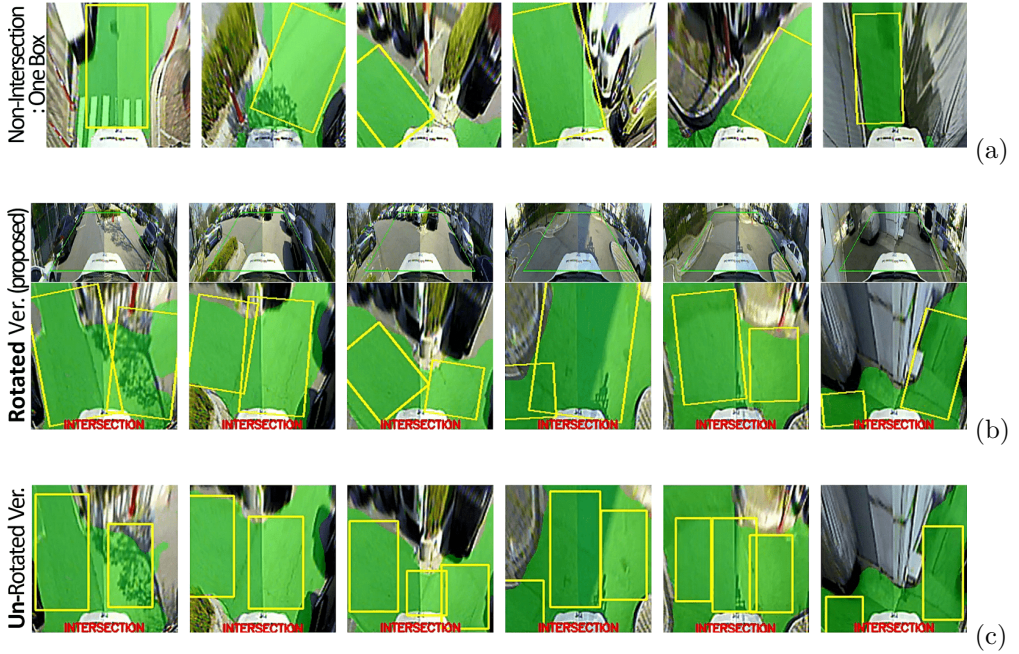 Non-Intersection
: One Box
(a)
Rotated Ver. (proposed)
INTERSECTION INTERSECTION INTERSECTION INTERSECTION INTERSECTION INTERSECTION
(b)
Un-Rotated Ver.
INTERSECTION INTERSECTION INTERSECTION INTERSECTION INTERSECTION INTERSECTION
(c)